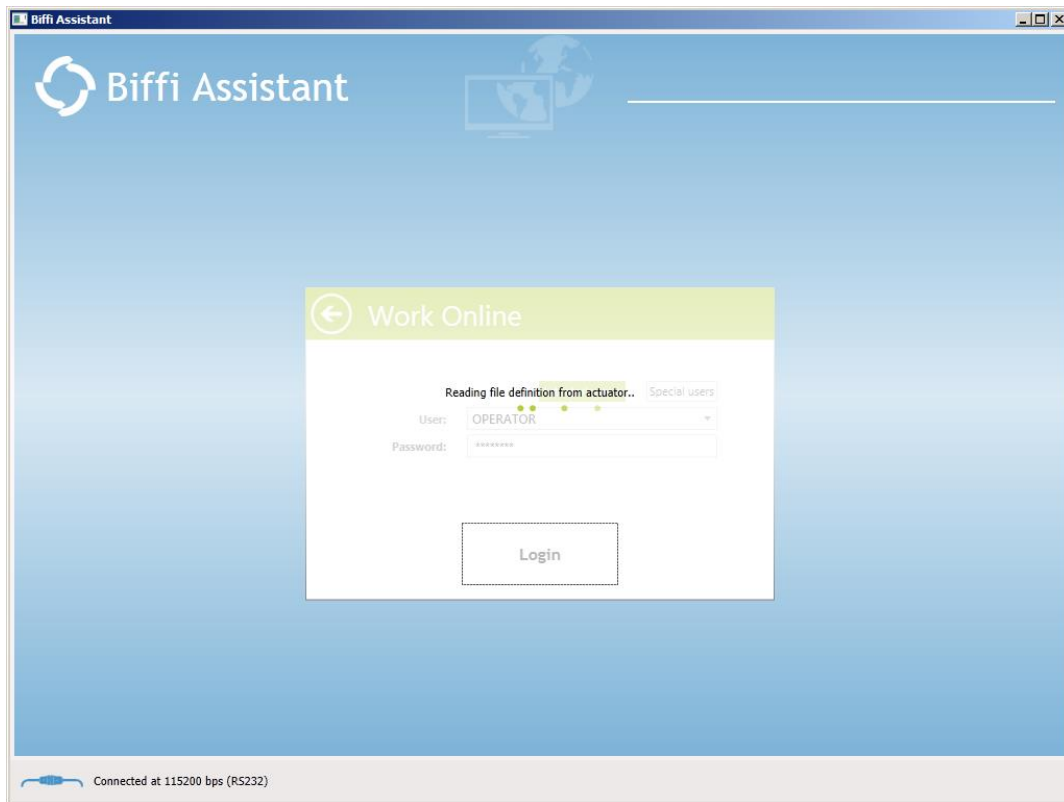 Biffi Assistant
Biffi Assistant
Work Online
Reading file definition from actuator.. Special users
User: OPERATOR
Password: ********
Login
Connected at 115200 bps (RS232)